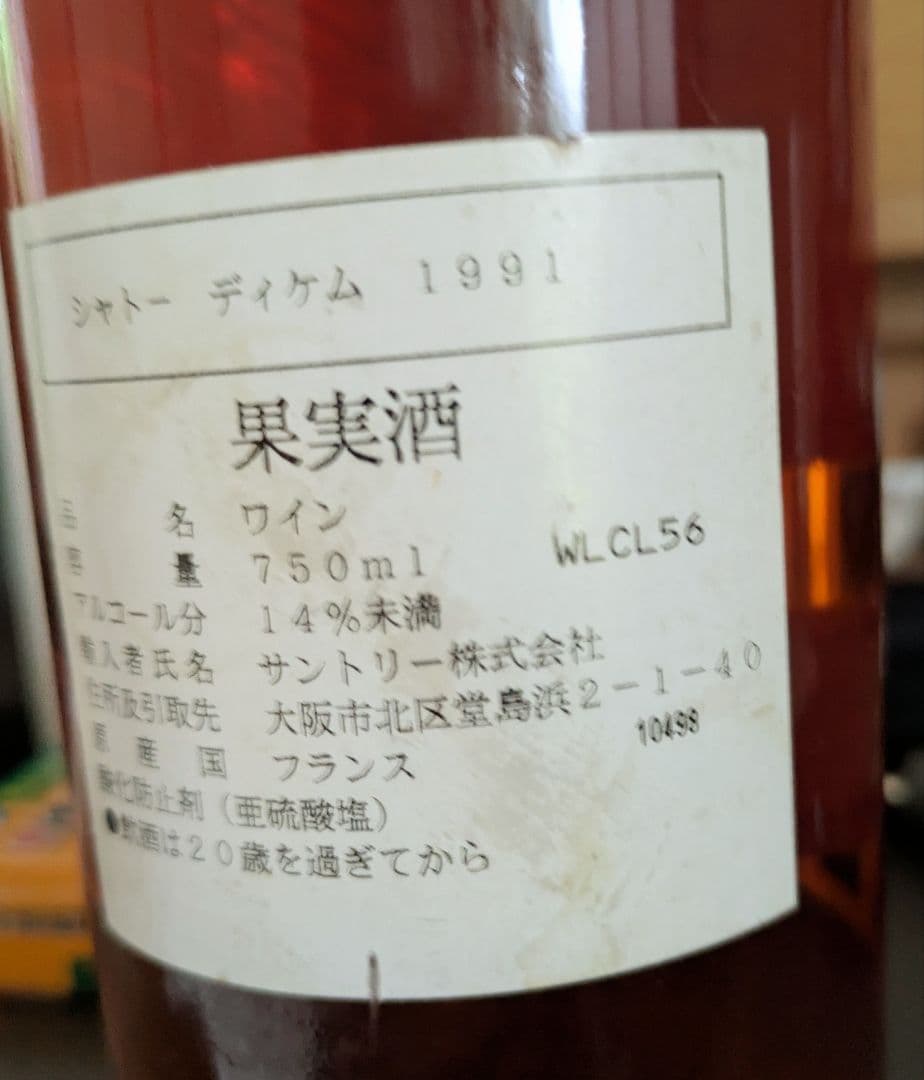 シャトー ディケム 1991
果実酒
品名 ワイン
容量 750ml WLCL56
アルコール分 14%未満
輸入者氏名 サントリー株式会社
住所及引取先 大阪市北区堂島浜2-1-40
原産国 フランス 10498
酸化防止剤(亜硫酸塩)
●飲酒は20歳を過ぎてから